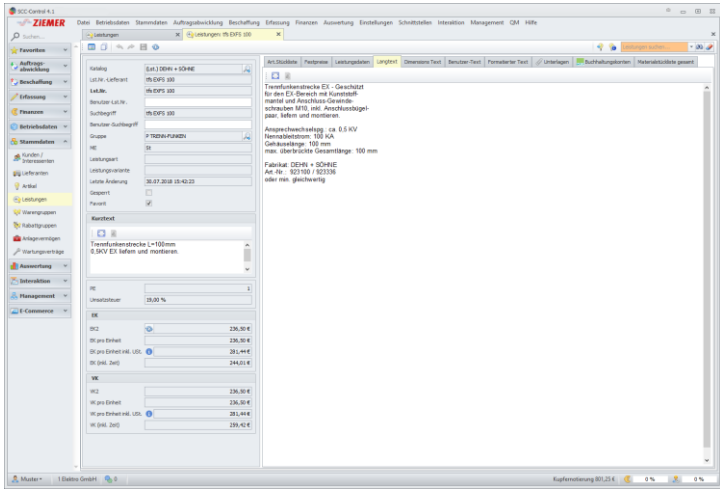 SCC-Control 4.1
ZIEMER
Datei Betriebsdaten Stammdaten Auftragsabwicklung Beschaffung Erfassung Finanzen Auswertung Einstellungen Schnittstellen Interaktion Management QM Hilfe
Suchen...
Leistungen
Leistungen: tfs EXFS 100
Leistungen suchen...
Favoriten
Auftrags-
abwicklung
Beschaffung
Erfassung
Finanzen
Betriebsdaten
Stammdaten
Kunden /
Interessenten
Lieferanten
Artikel
Leistungen
Warengruppen
Rabattgruppen
Anlagevermögen
Wartungsverträge
Auswertung
Interaktion
Management
E-Commerce
Katalog
(Lst.) DEHN + SÖHNE
Lst.Nr. -Lieferant
tfs EXFS 100
Lst.Nr.
tfs EXFS 100
Benutzer-Lst.Nr.
Suchbegriff
tfs EXFS 100
Benutzer-Suchbegriff
Gruppe
P TRENN-FUNKEN
ME
St
Leistungsart
Leistungsvariante
Letzte Änderung
Gesperrt
Favorit
Kurztext
Trennfunkenstrecke L=100mm
0,5KV EX liefern und montieren.
PE
1
Umsatzsteuer
19,00 %
EK
EK2
236,50 €
EK pro Einheit
236,50 €
EK pro Einheit inkl. USt.
281,44 €
EK (inkl. Zeit)
244,01 €
VK
VK2
236,50 €
VK pro Einheit
236,50 €
VK pro Einheit inkl. USt.
281,44 €
VK (inkl. Zeit)
259,42 €
Art.Stückliste Festpreise Leistungsdaten Langtext Dimensions Text Benutzer-Text Formatierter Text Unterlagen Buchhaltungskonten Materialstückliste gesamt
Trennfunkenstrecke EX - Geschützt
für den EX-Bereich mit Kunststoff-
mantel und Anschluss-Gewinde-
schrauben M10, inkl. Anschlussbügel-
paar, liefern und montieren.
Ansprechwechselspg.: ca. 0,5 KV
Nennableitstrom: 100 KA
Gehäuselänge: 100 mm
max. überbrückte Gesamtlänge: 100 mm
Fabrikat: DEHN + SÖHNE
Art.-Nr.: 923100 / 923336
oder min. gleichwertig
Muster
1 Elektro GmbH
0
Kupfernotierung 801,25 €
0 %
0 %